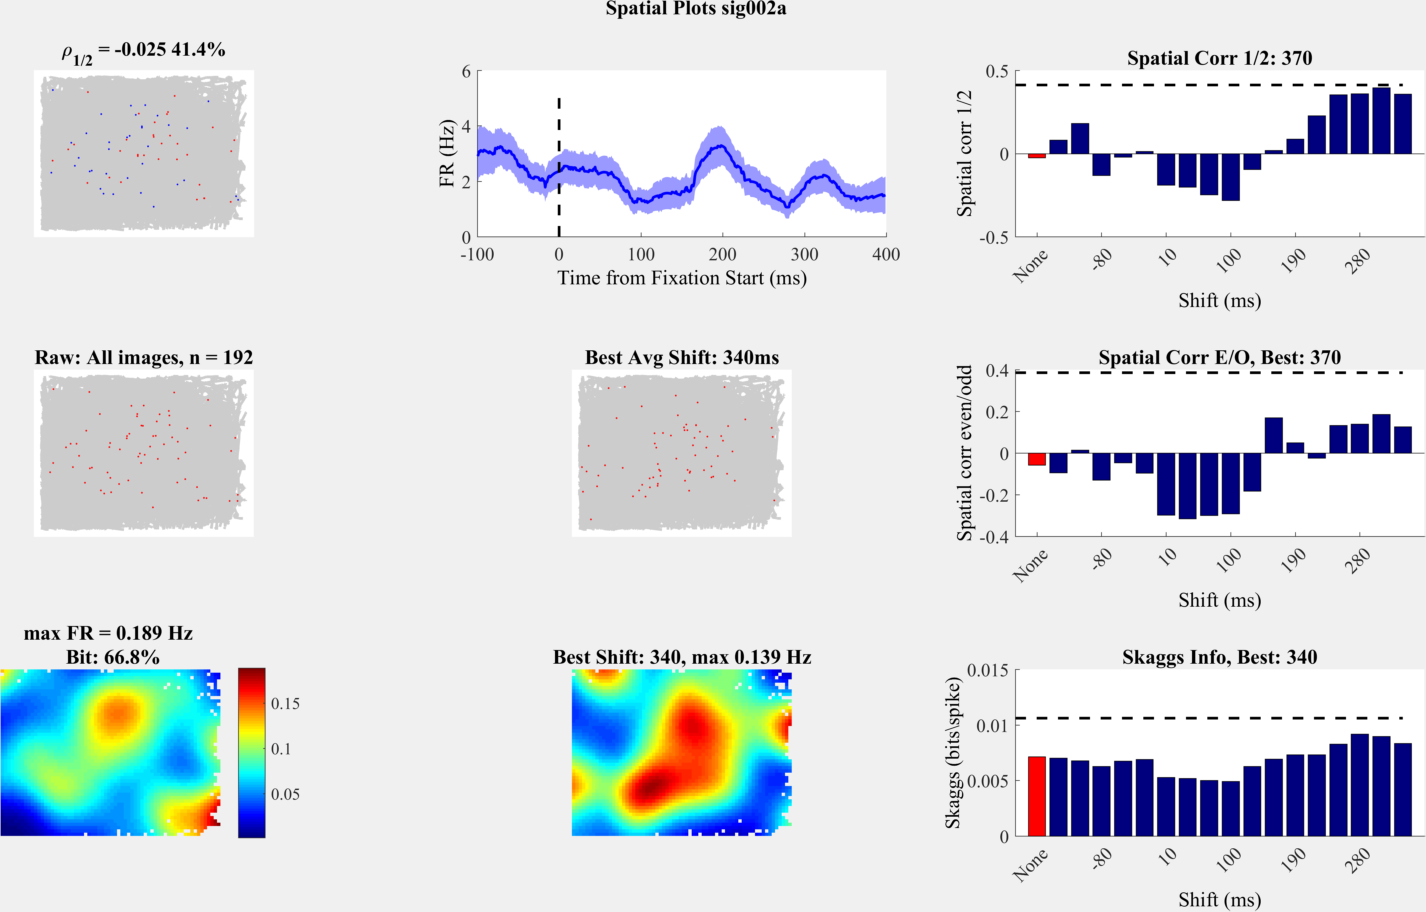 Spatial Plots sig002a
ρ1/2 = -0.025 41.4%
6
4
2
0
FR (Hz)
-100
0
100
200
300
400
Time from Fixation Start (ms)
Spatial Corr 1/2: 370
0.5
0
-0.5
Spatial corr 1/2
None
-80
10
100
190
280
Shift (ms)
Raw: All images, n = 192
Best Avg Shift: 340ms
Spatial Corr E/O, Best: 370
0.4
0.2
0
-0.2
-0.4
Spatial corr even/odd
None
-80
10
100
190
280
Shift (ms)
max FR = 0.189 Hz
Bit: 66.8%
0.15
0.1
0.05
Best Shift: 340, max 0.139 Hz
Skaggs Info, Best: 340
0.015
0.01
0.005
0
Skaggs (bits\spike)
None
-80
10
100
190
280
Shift (ms)